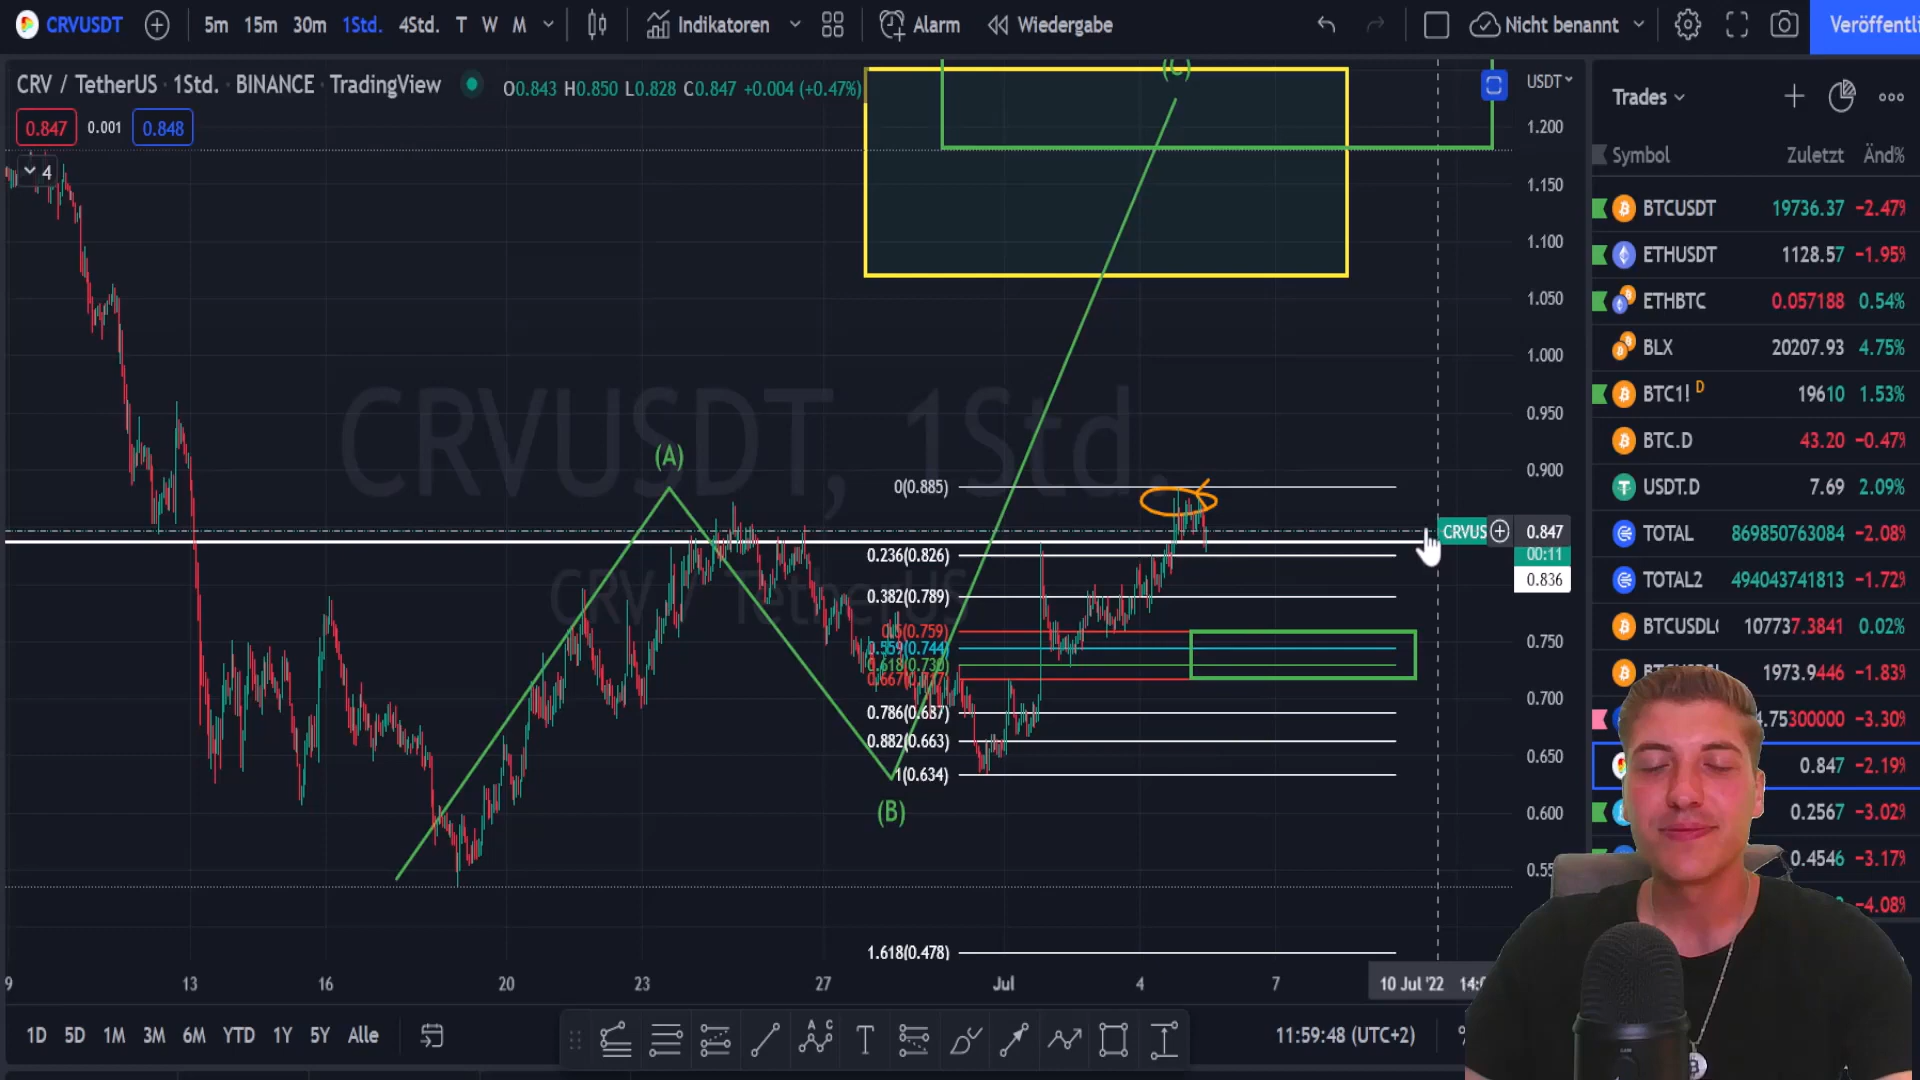 CRVUSDT 5m 15m 30m 1Std. 4Std. T W M Indikatoren Alarm Wiedergabe Nicht benannt Veröffentli
CRV / TetherUS · 1Std. · BINANCE · TradingView O0.843 H0.850 L0.828 C0.847 +0.004 (+0.47%)
0.847 0.001 0.848
4
(C)
USDT
1.200
1.150
1.100
1.050
1.000
0.950
0.900
0.847
00:11
0.836
0.750
0.700
0.650
0.600
0.55
CRVUSDT, 1Std.
CRV / TetherUS
(A)
(B)
CRVUS
0(0.885)
0.236(0.826)
0.382(0.789)
0.5(0.759)
0.559(0.744)
0.618(0.730)
0.667(0.717)
0.786(0.687)
0.882(0.663)
1(0.634)
1.618(0.478)
9 13 16 20 23 27 Jul 4 7 10 Jul '22 14:0
1D 5D 1M 3M 6M YTD 1Y 5Y Alle
A C
T
11:59:48 (UTC+2) %
Trades
Symbol Zuletzt Änd%
BTCUSDT 19736.37 −2.47%
ETHUSDT 1128.57 −1.95%
ETHBTC 0.057188 0.54%
BLX 20207.93 4.75%
BTC1! D 19610 1.53%
BTC.D 43.20 −0.47%
USDT.D 7.69 2.09%
TOTAL 869850763084 −2.08%
TOTAL2 494043741813 −1.72%
BTCUSDL 107737.3841 0.02%
1973.9446 −1.83%
.75300000 −3.30%
0.847 −2.19%
0.2567 −3.02%
0.4546 −3.17%
−4.08%